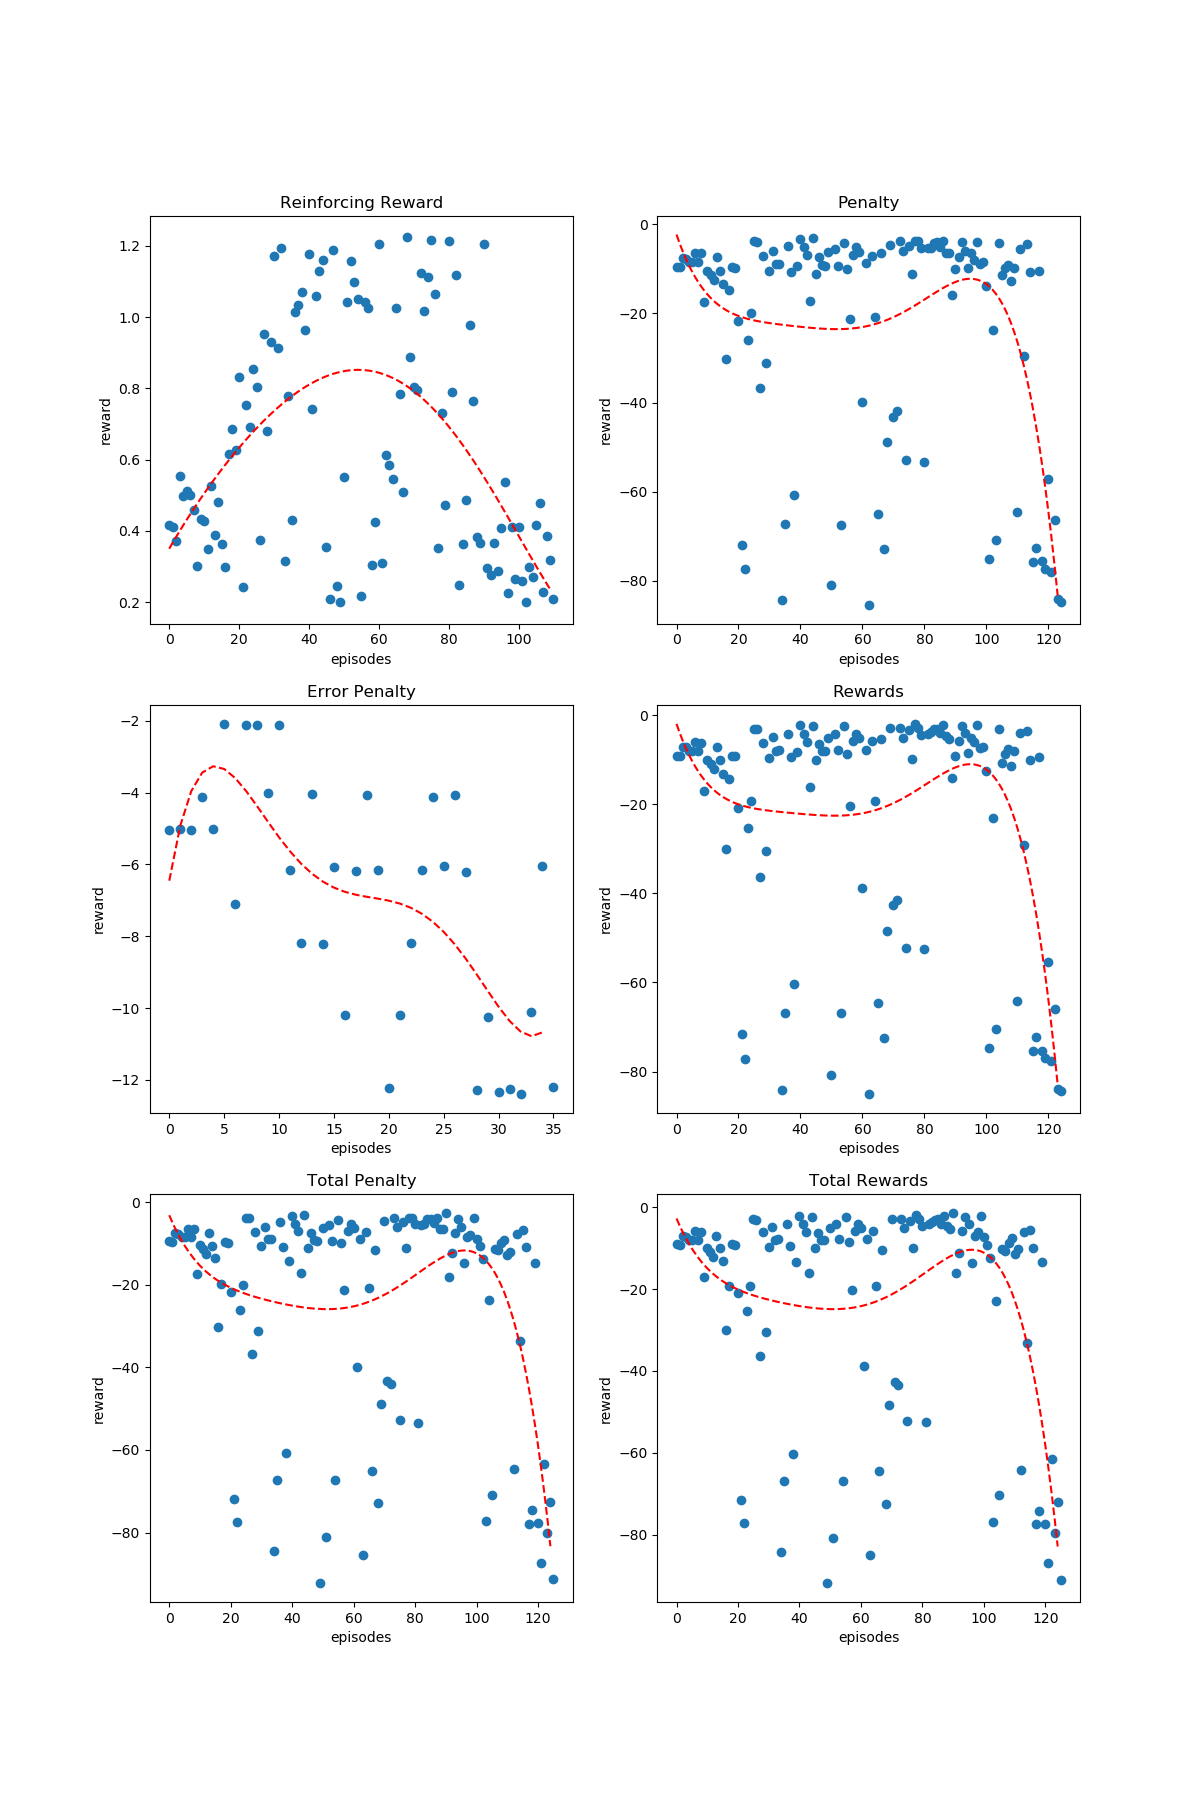 Reinforcing Reward
reward
1.2
1.0
0.8
0.6
0.4
0.2
0 20 40 60 80 100
episodes
Penalty
reward
0
−20
−40
−60
−80
0 20 40 60 80 100 120
episodes
Error Penalty
reward
−2
−4
−6
−8
−10
−12
0 5 10 15 20 25 30 35
episodes
Rewards
reward
0
−20
−40
−60
−80
0 20 40 60 80 100 120
episodes
Total Penalty
reward
0
−20
−40
−60
−80
0 20 40 60 80 100 120
episodes
Total Rewards
reward
0
−20
−40
−60
−80
0 20 40 60 80 100 120
episodes